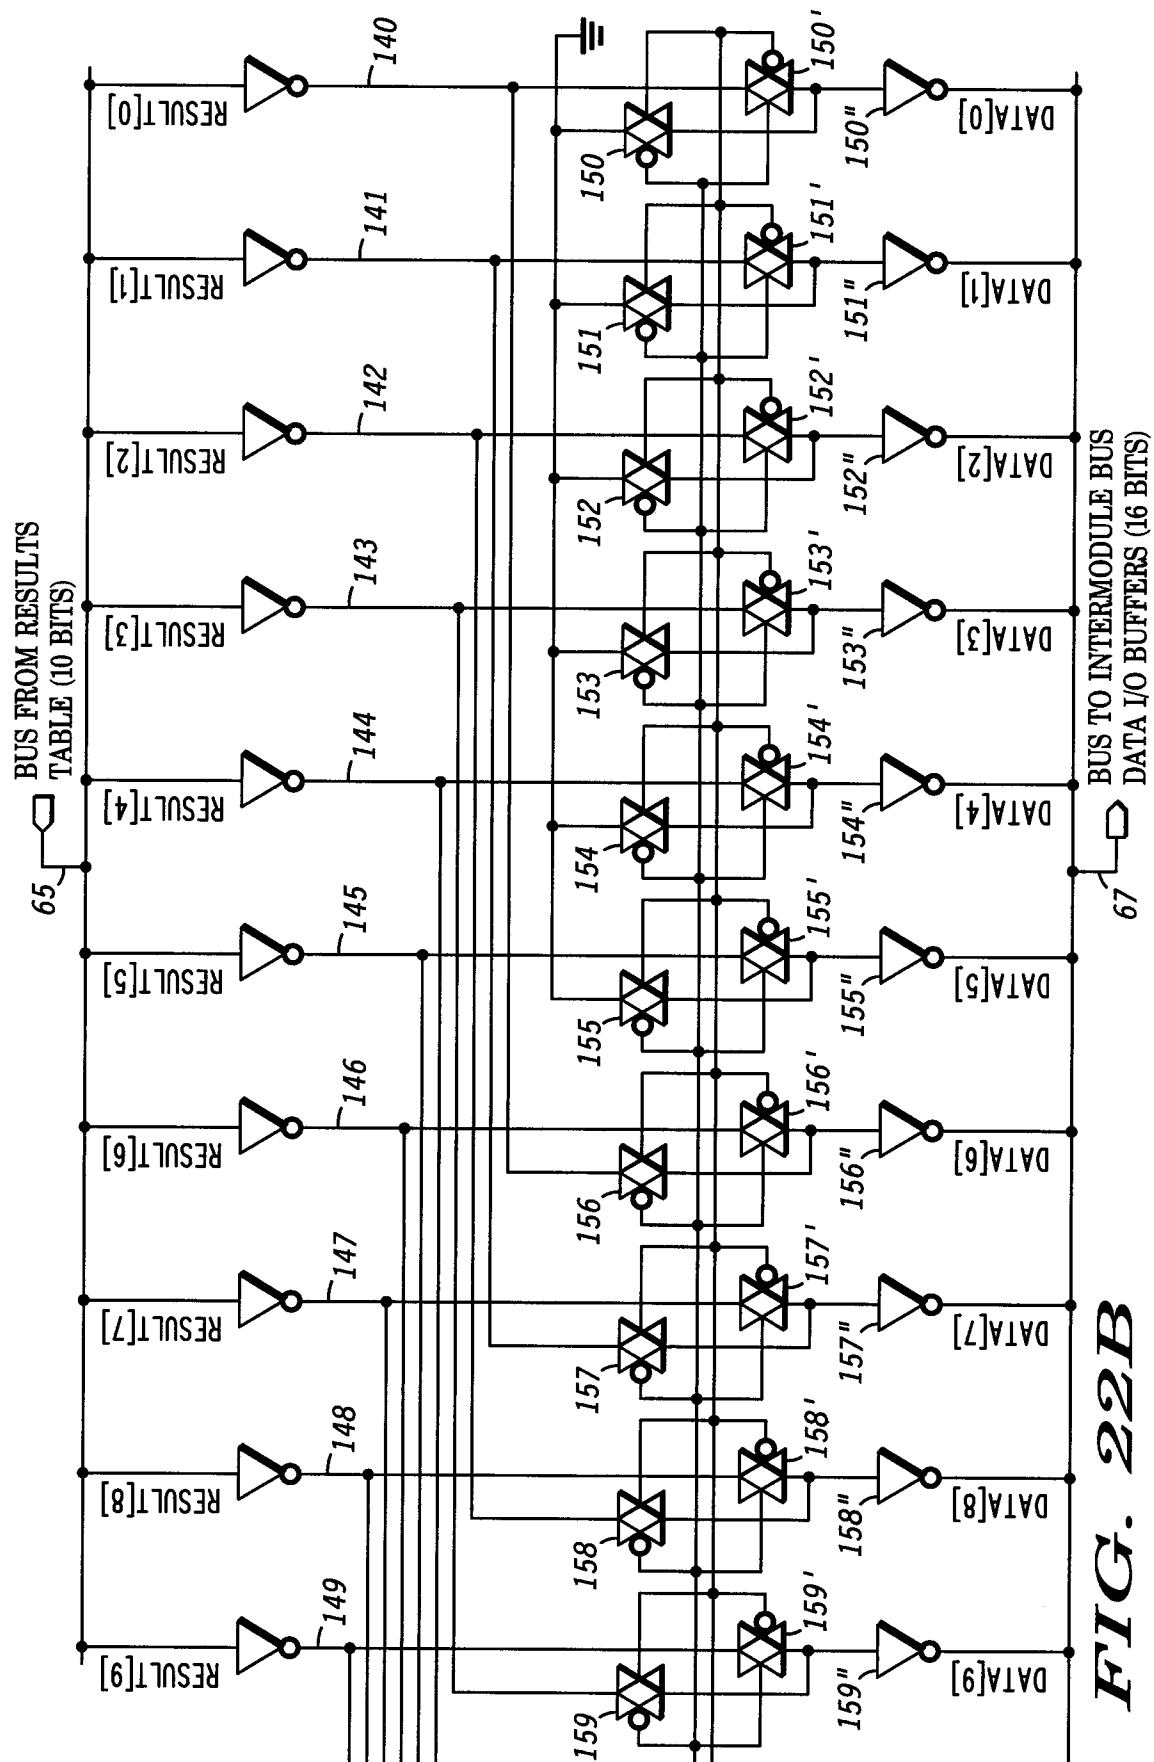 BUS FROM RESULTS
TABLE (10 BITS)
65
RESULT[9]
RESULT[8]
RESULT[7]
RESULT[6]
RESULT[5]
RESULT[4]
RESULT[3]
RESULT[2]
RESULT[1]
RESULT[0]
149
148
147
146
145
144
143
142
141
140
159
158
157
156
155
154
153
152
151
150
159'
158'
157'
156'
155'
154'
153'
152'
151'
150'
159"
158"
157"
156"
155"
154"
153"
152"
151"
150"
DATA[9]
DATA[8]
DATA[7]
DATA[6]
DATA[5]
DATA[4]
DATA[3]
DATA[2]
DATA[1]
DATA[0]
67
BUS TO INTERMODULE BUS
DATA I/O BUFFERS (16 BITS)
FIG. 22B